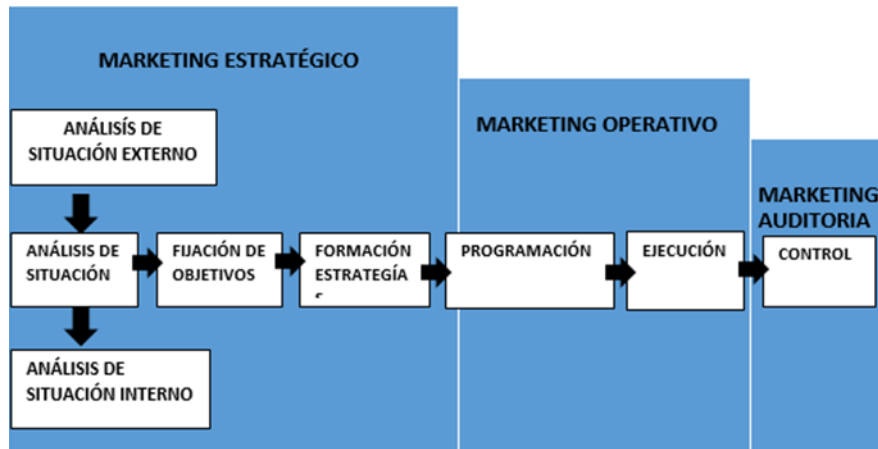 MARKETING ESTRATÉGICO
ANÁLISÍS DE
SITUACIÓN EXTERNO
MARKETING OPERATIVO
MARKETING
AUDITORIA
ANÁLISIS DE
SITUACIÓN
FIJACIÓN DE
OBJETIVOS
FORMACIÓN
ESTRATEGÍA
PROGRAMACIÓN
EJECUCIÓN
CONTROL
ANÁLISIS DE
SITUACIÓN INTERNO